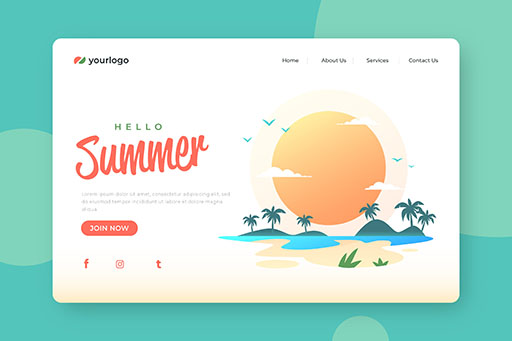 yourlogo
Home
About Us
Services
Contact Us
HELLO
Summer
Lorem ipsum dolor sit amet, consectetur adipiscing elit,
sed do eiusmod tempor incididunt ut labore et dolore magna
aliqua.
JOIN NOW